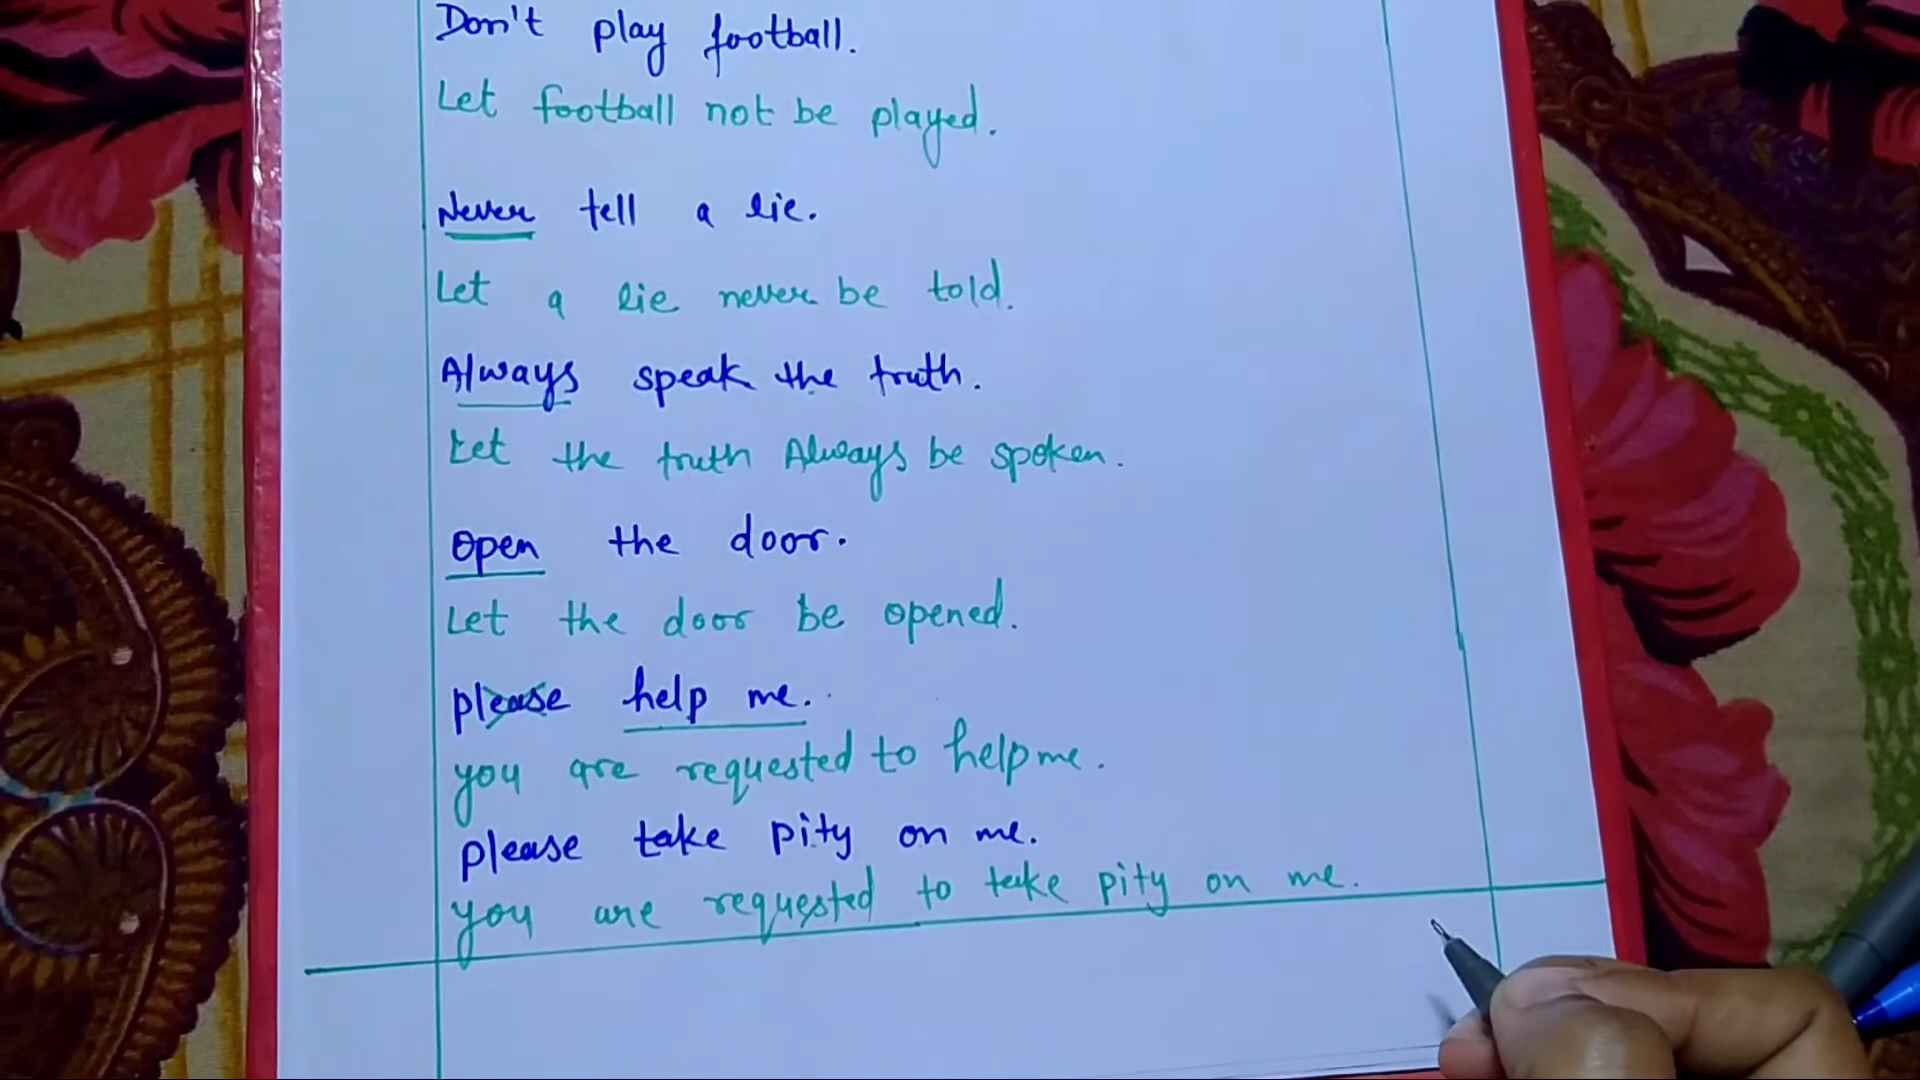 Don't play football.
Let football not be played.
Never tell a lie.
Let a lie never be told.
Always speak the truth.
Let the truth Always be spoken.
Open the door.
Let the door be opened.
please help me.
you are requested to help me.
please take pity on me.
you are requested to take pity on me.